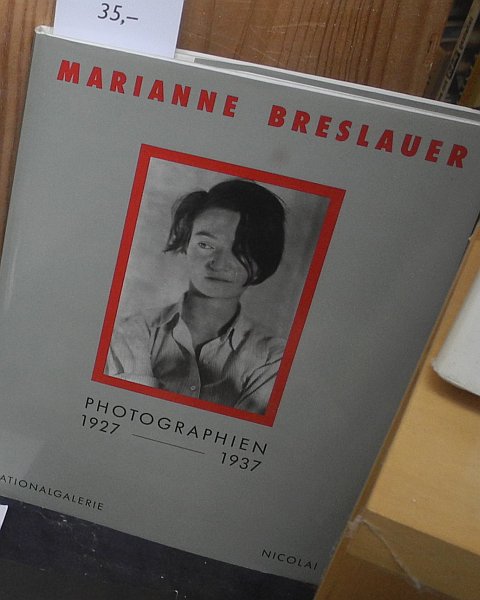 35,–
MARIANNE BRESLAUER
PHOTOGRAPHIEN
1927 — 1937
ATIONALGALERIE
NICOLAI